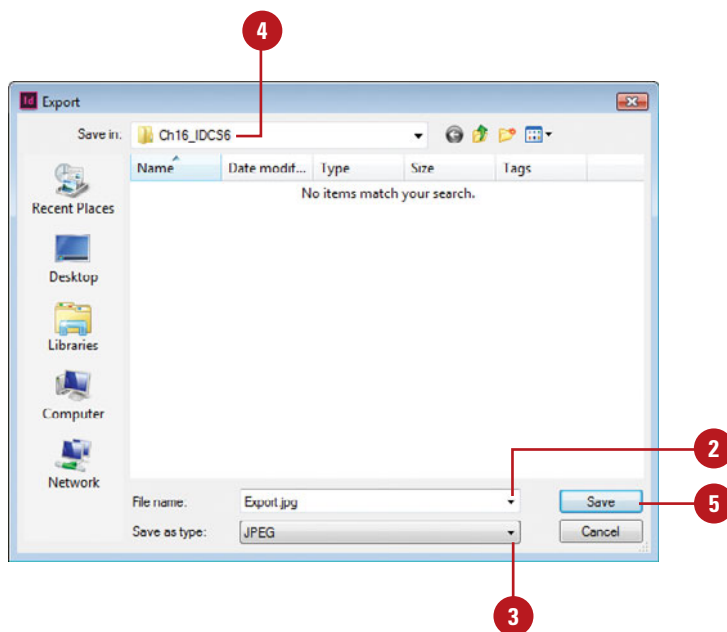 4
Id Export
Save in: Ch16_IDCS6
Name Date modif... Type Size Tags
No items match your search.
Recent Places
Desktop
Libraries
Computer
Network
2
File name: Export.jpg Save
5
Save as type: JPEG Cancel
3